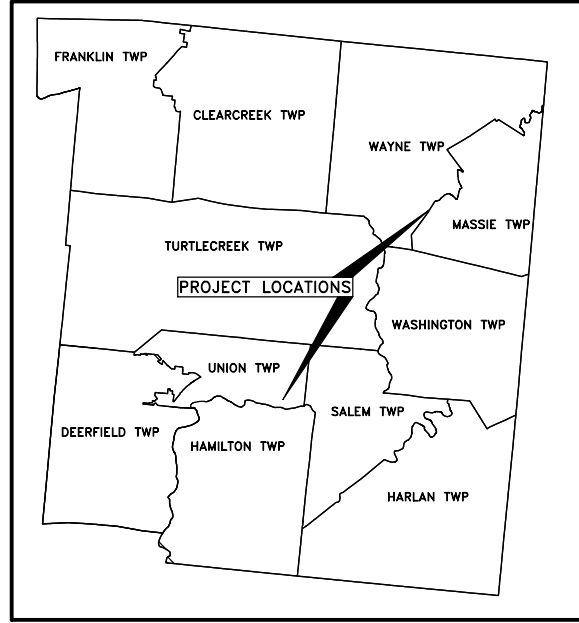 FRANKLIN TWP
CLEARCREEK TWP
WAYNE TWP
MASSIE TWP
TURTLECREEK TWP
PROJECT LOCATIONS
WASHINGTON TWP
UNION TWP
SALEM TWP
DEERFIELD TWP
HAMILTON TWP
HARLAN TWP